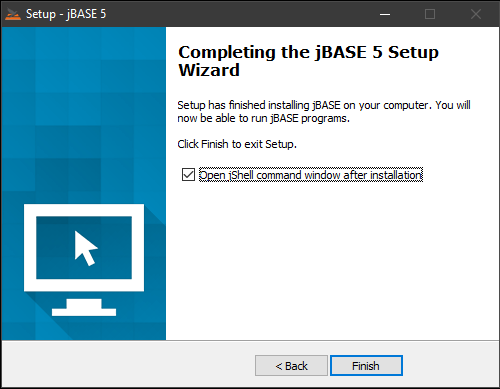 Setup - jBASE 5
Completing the jBASE 5 Setup
Wizard
Setup has finished installing jBASE on your computer. You will
now be able to run jBASE programs.
Click Finish to exit Setup.
Open jShell command window after installation
< Back
Finish